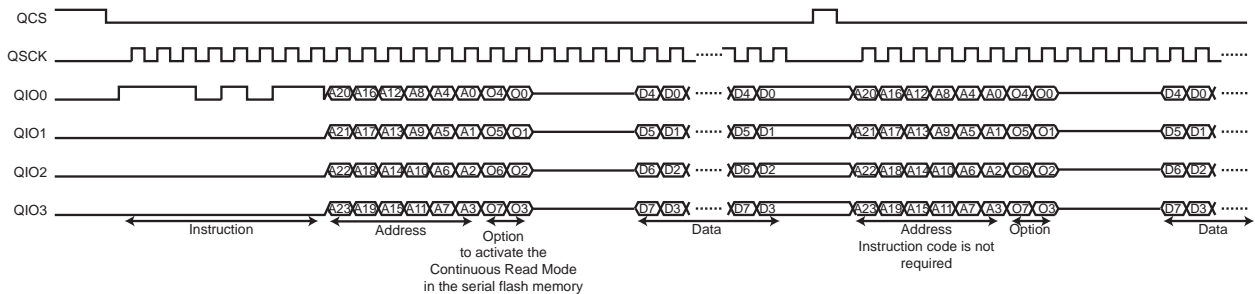 QCS
QSCK
QIO0 A20 A16 A12 A8 A4 A0 O4 O0 D4 D0 D4 D0 A20 A16 A12 A8 A4 A0 O4 O0 D4 D0
QIO1 A21 A17 A13 A9 A5 A1 O5 O1 D5 D1 D5 D1 A21 A17 A13 A9 A5 A1 O5 O1 D5 D1
QIO2 A22 A18 A14 A10 A6 A2 O6 O2 D6 D2 D6 D2 A22 A18 A14 A10 A6 A2 O6 O2 D6 D2
QIO3 A23 A19 A15 A11 A7 A3 O7 O3 D7 D3 D7 D3 A23 A19 A15 A11 A7 A3 O7 O3 D7 D3
Instruction Address Option Data Address Option Data
to activate the Instruction code is not
Continuous Read Mode required
in the serial flash memory